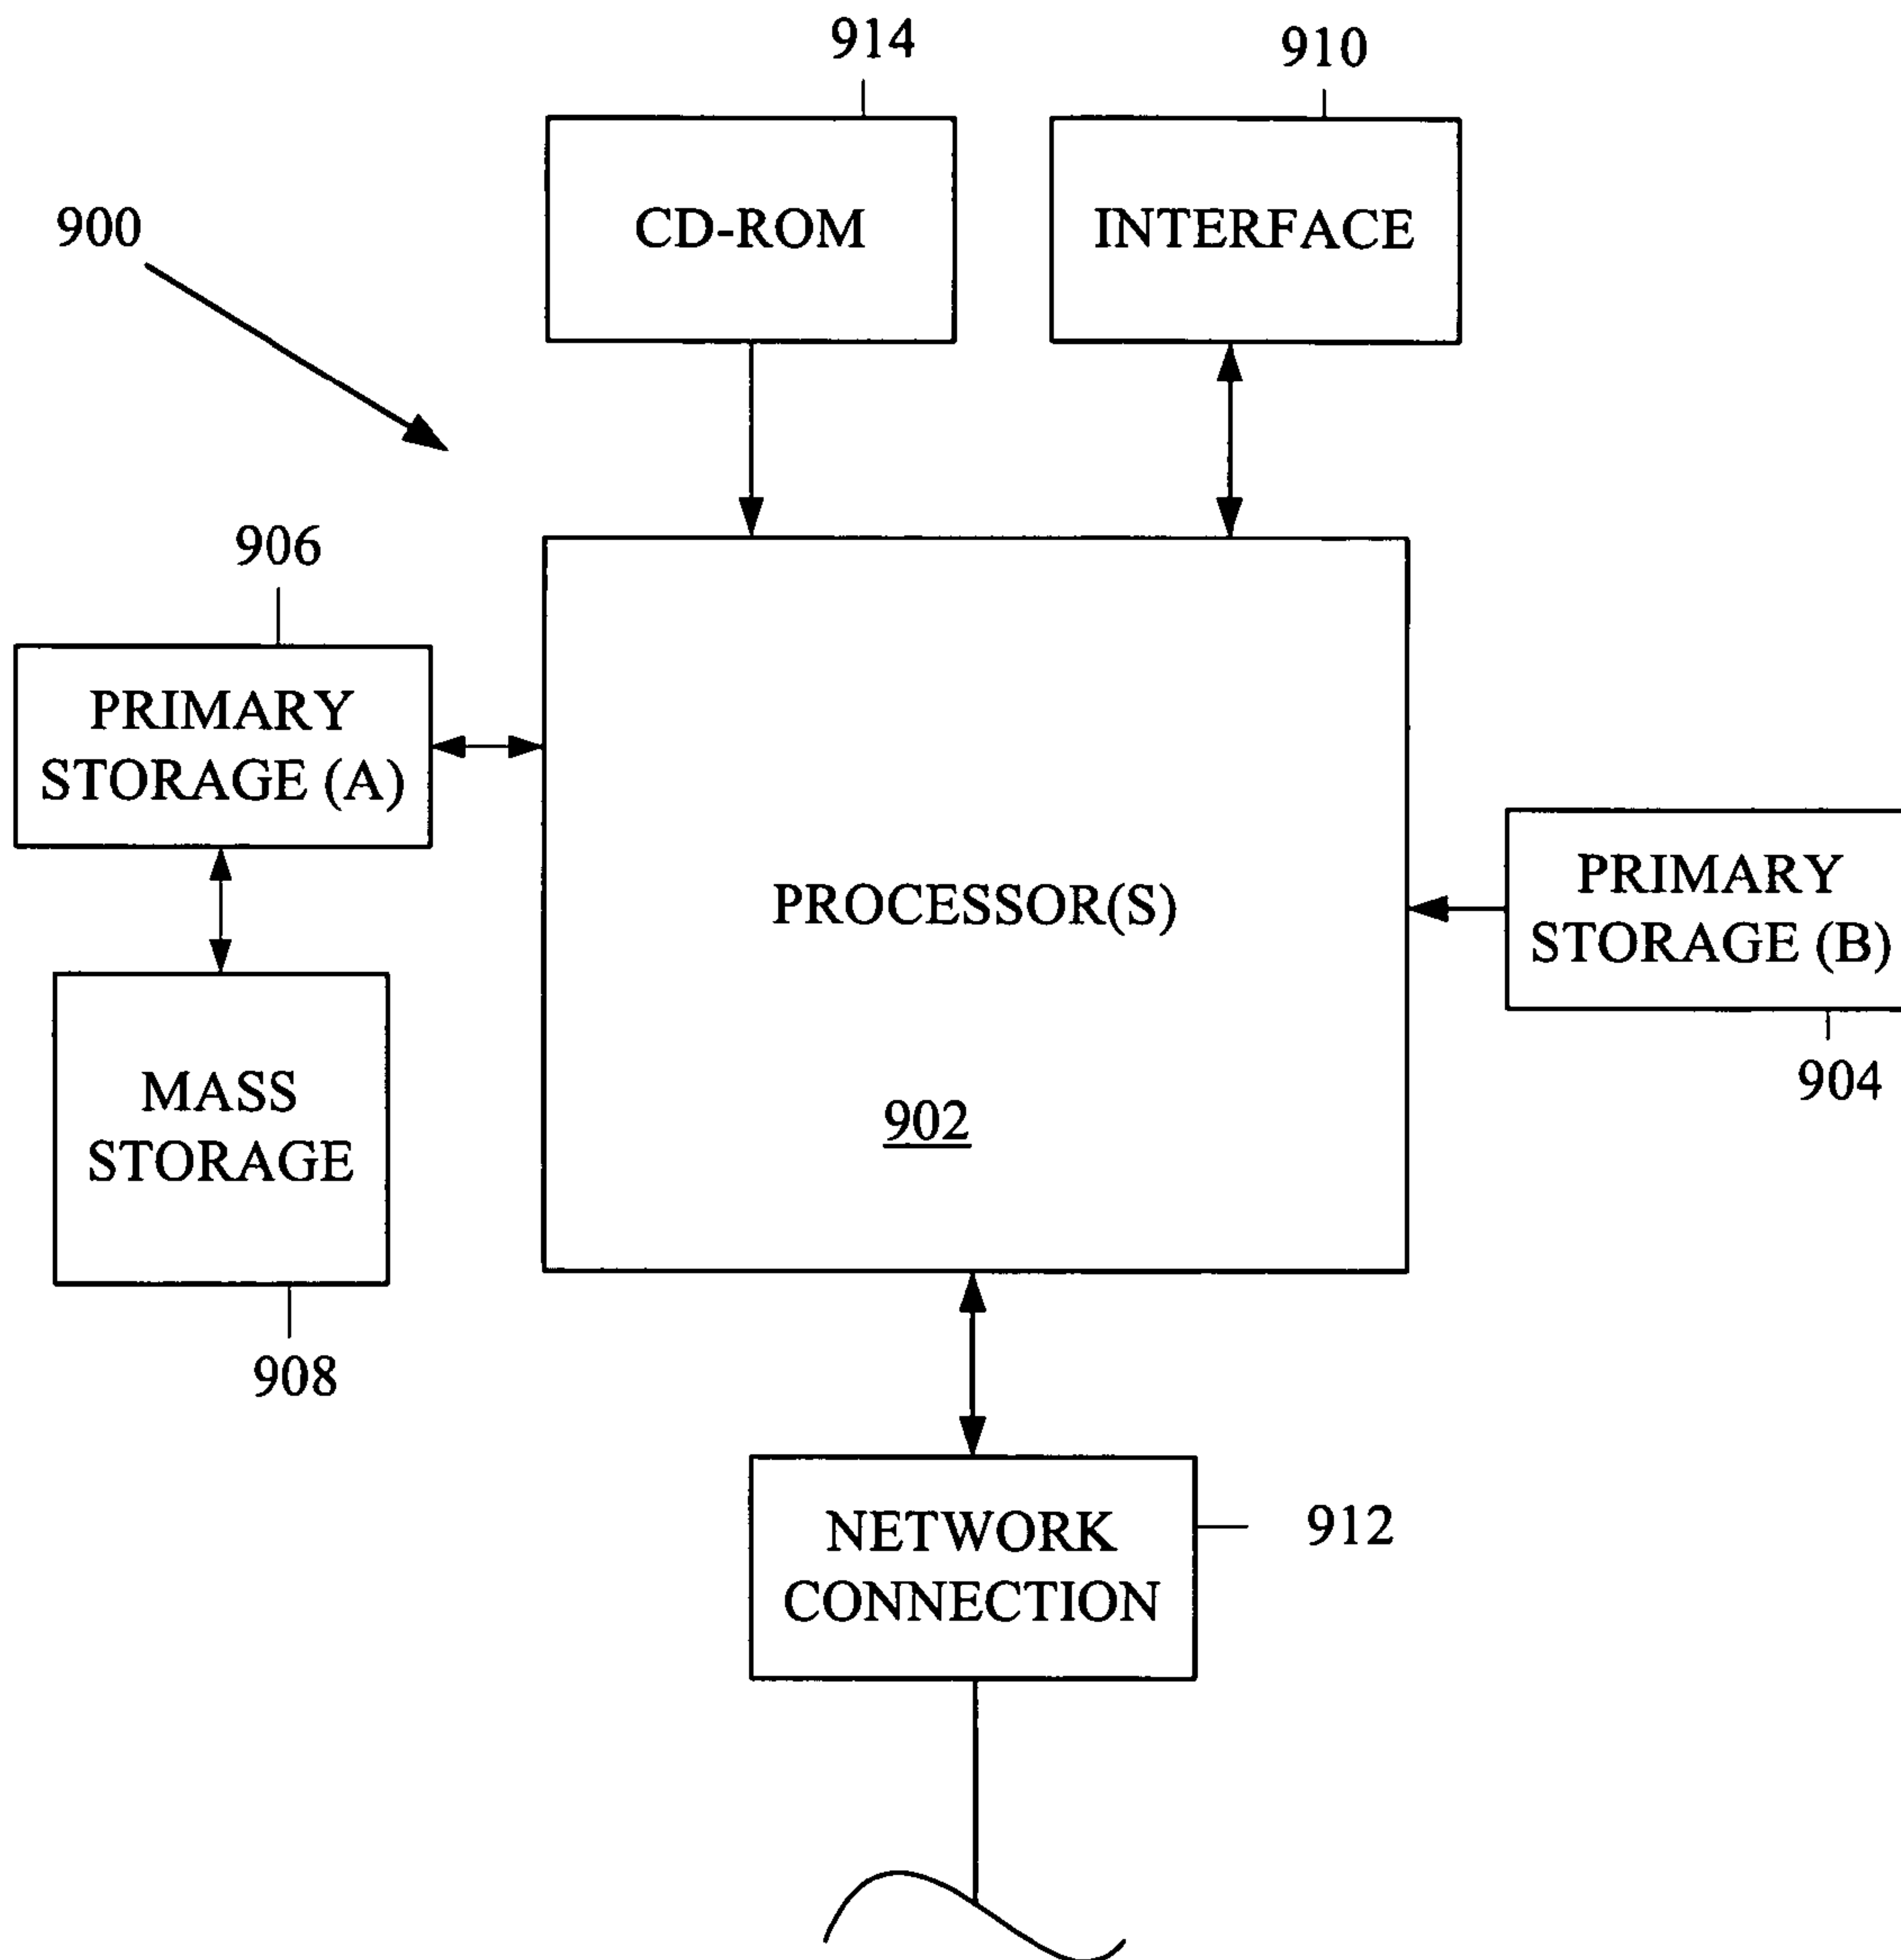 914
910
CD-ROM
INTERFACE
900
906
PRIMARY
STORAGE (A)
PROCESSOR(S)
902
PRIMARY
STORAGE (B)
904
MASS
STORAGE
908
NETWORK
CONNECTION
912